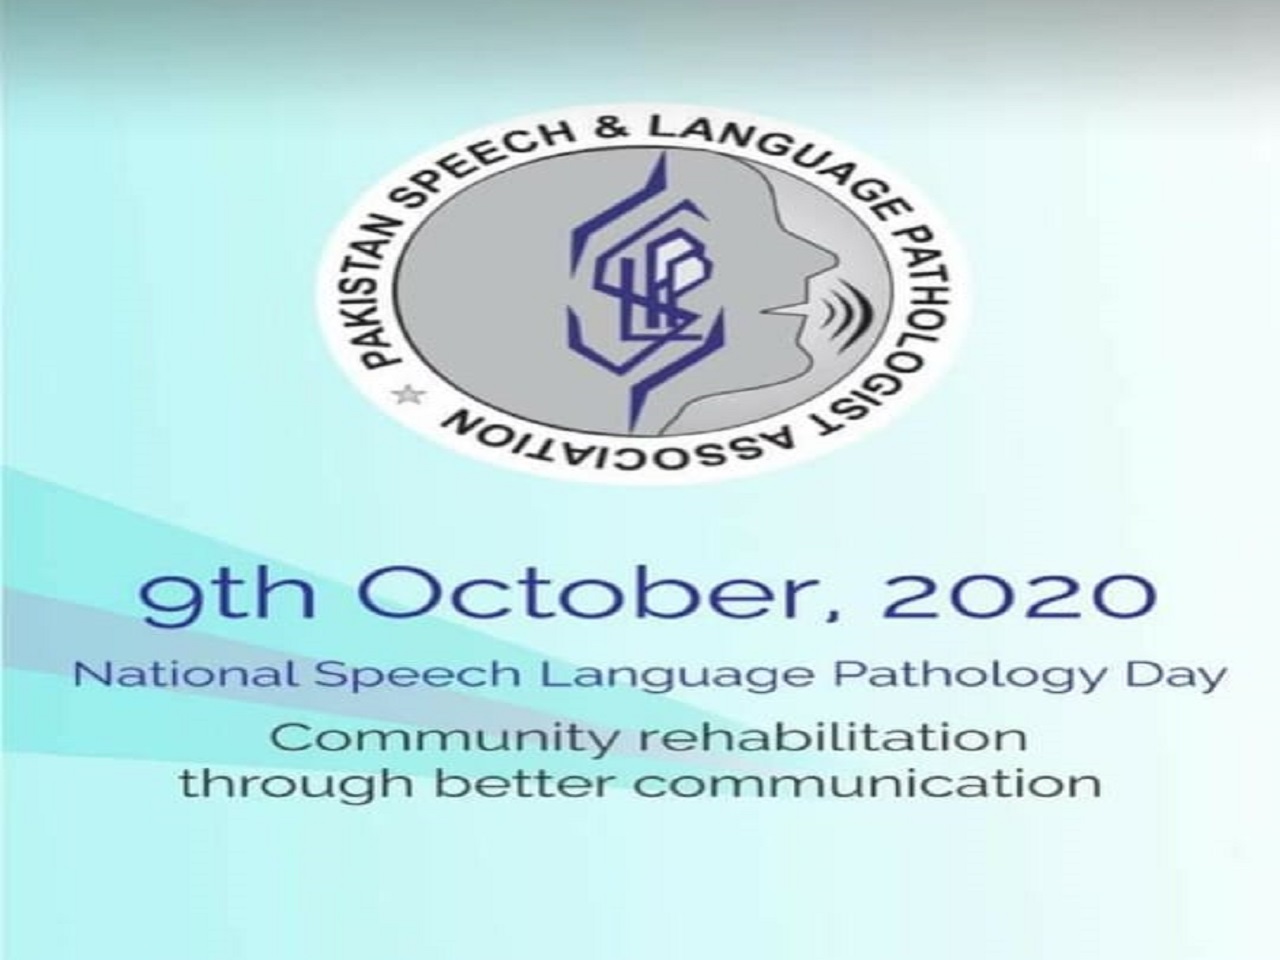 PAKISTAN SPEECH & LANGUAGE PATHOLOGIST ASSOCIATION
9th October, 2020
National Speech Language Pathology Day
Community rehabilitation
through better communication